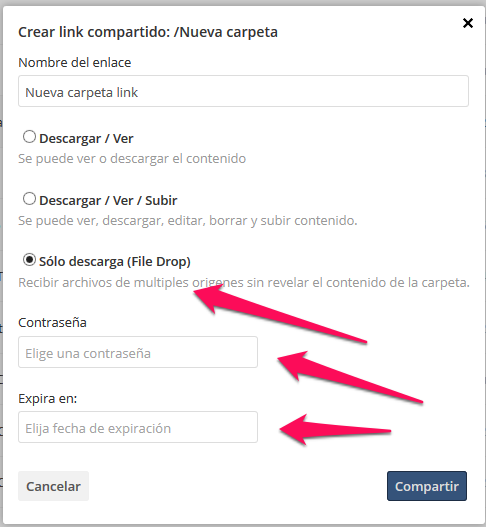 Crear link compartido: /Nueva carpeta
Nombre del enlace
Nueva carpeta link
Descargar / Ver
Se puede ver o descargar el contenido
Descargar / Ver / Subir
Se puede ver, descargar, editar, borrar y subir contenido.
Sólo descarga (File Drop)
Recibir archivos de multiples origenes sin revelar el contenido de la carpeta.
Contraseña
Elige una contraseña
Expira en:
Elija fecha de expiración
Cancelar
Compartir